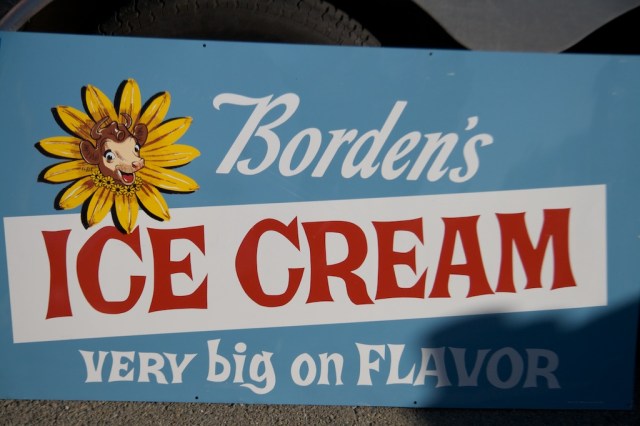 Borden's
ICE CREAM
VERY big on FLAVOR